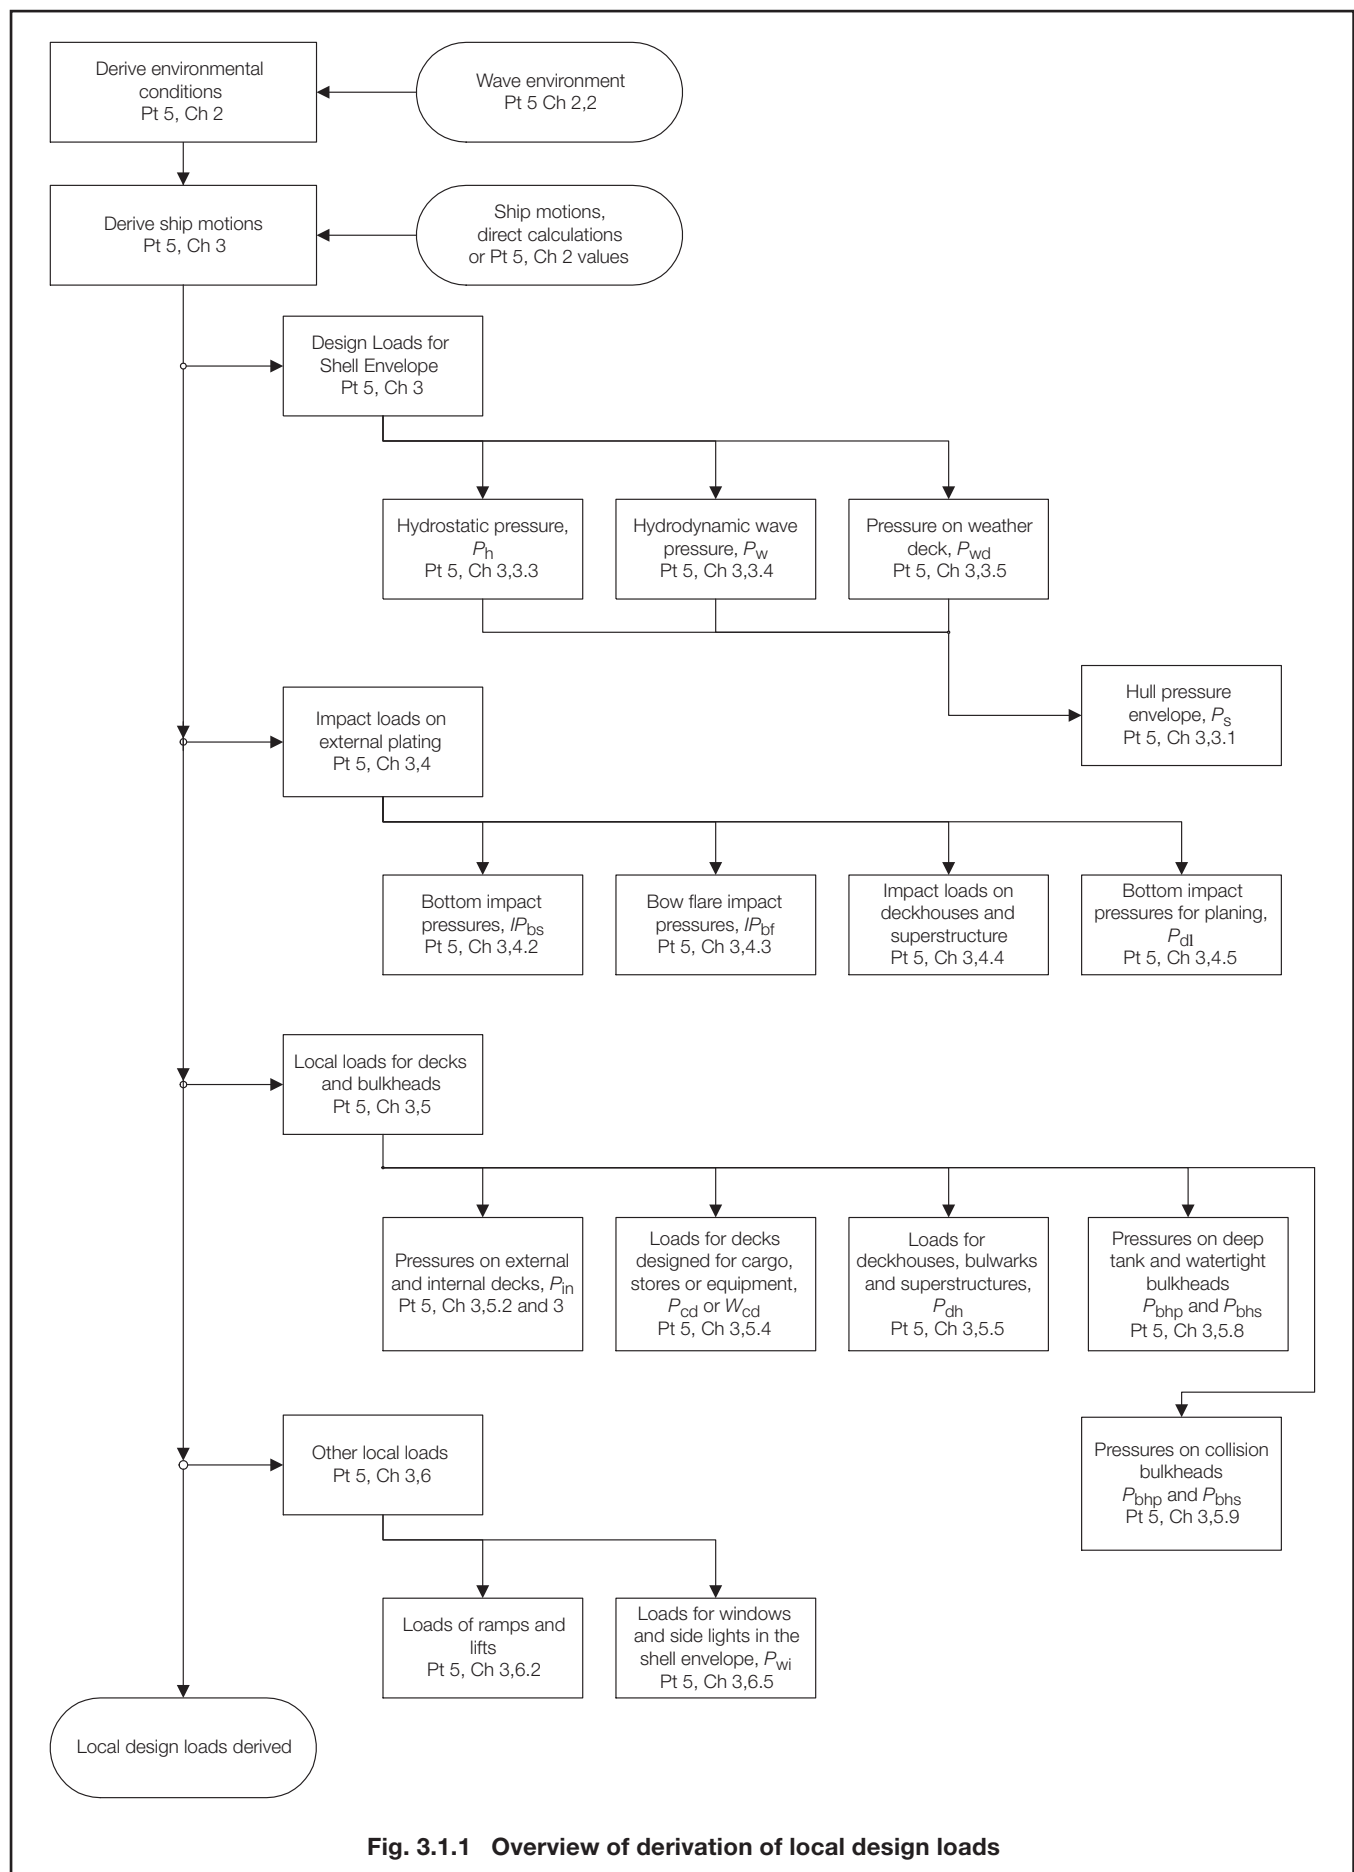 Derive environmental
conditions
Pt 5, Ch 2
Wave environment
Pt 5 Ch 2,2
Derive ship motions
Pt 5, Ch 3
Ship motions,
direct calculations
or Pt 5, Ch 2 values
Design Loads for
Shell Envelope
Pt 5, Ch 3
Hydrostatic pressure,
Ph
Pt 5, Ch 3,3.3
Hydrodynamic wave
pressure, Pw
Pt 5, Ch 3,3.4
Pressure on weather
deck, Pwd
Pt 5, Ch 3,3.5
Hull pressure
envelope, Ps
Pt 5, Ch 3,3.1
Impact loads on
external plating
Pt 5, Ch 3,4
Bottom impact
pressures, IPbs
Pt 5, Ch 3,4.2
Bow flare impact
pressures, IPbf
Pt 5, Ch 3,4.3
Impact loads on
deckhouses and
superstructure
Pt 5, Ch 3,4.4
Bottom impact
pressures for planing,
Pdl
Pt 5, Ch 3,4.5
Local loads for decks
and bulkheads
Pt 5, Ch 3,5
Pressures on external
and internal decks, Pin
Pt 5, Ch 3,5.2 and 3
Loads for decks
designed for cargo,
stores or equipment,
Pcd or Wcd
Pt 5, Ch 3,5.4
Loads for
deckhouses, bulwarks
and superstructures,
Pdh
Pt 5, Ch 3,5.5
Pressures on deep
tank and watertight
bulkheads
Pbhp and Pbhs
Pt 5, Ch 3,5.8
Pressures on collision
bulkheads
Pbhp and Pbhs
Pt 5, Ch 3,5.9
Other local loads
Pt 5, Ch 3,6
Loads of ramps and
lifts
Pt 5, Ch 3,6.2
Loads for windows
and side lights in the
shell envelope, Pwi
Pt 5, Ch 3,6.5
Local design loads derived
Fig. 3.1.1 Overview of derivation of local design loads